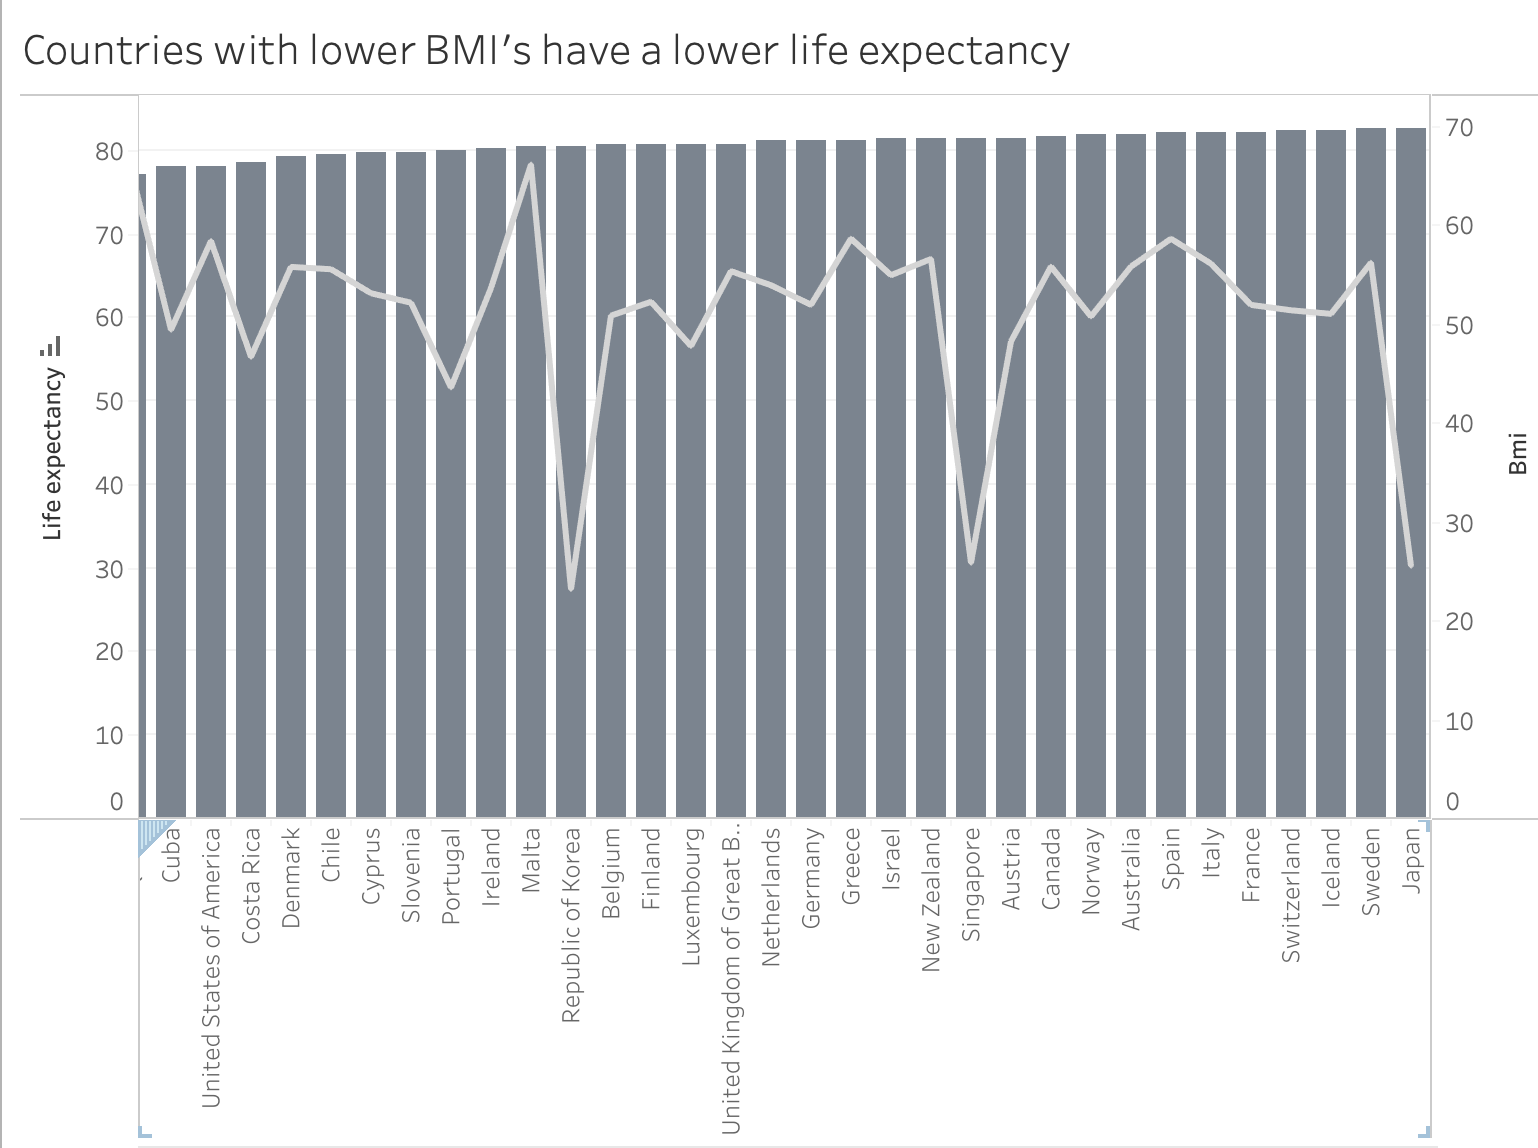 Countries with lower BMI's have a lower life expectancy
Life expectancy
80
70
60
50
40
30
20
10
0
Bmi
70
60
50
40
30
20
10
0
Cuba
United States of America
Costa Rica
Denmark
Chile
Cyprus
Slovenia
Portugal
Ireland
Malta
Republic of Korea
Belgium
Finland
Luxembourg
United Kingdom of Great B..
Netherlands
Germany
Greece
Israel
New Zealand
Singapore
Austria
Canada
Norway
Australia
Spain
Italy
France
Switzerland
Iceland
Sweden
Japan